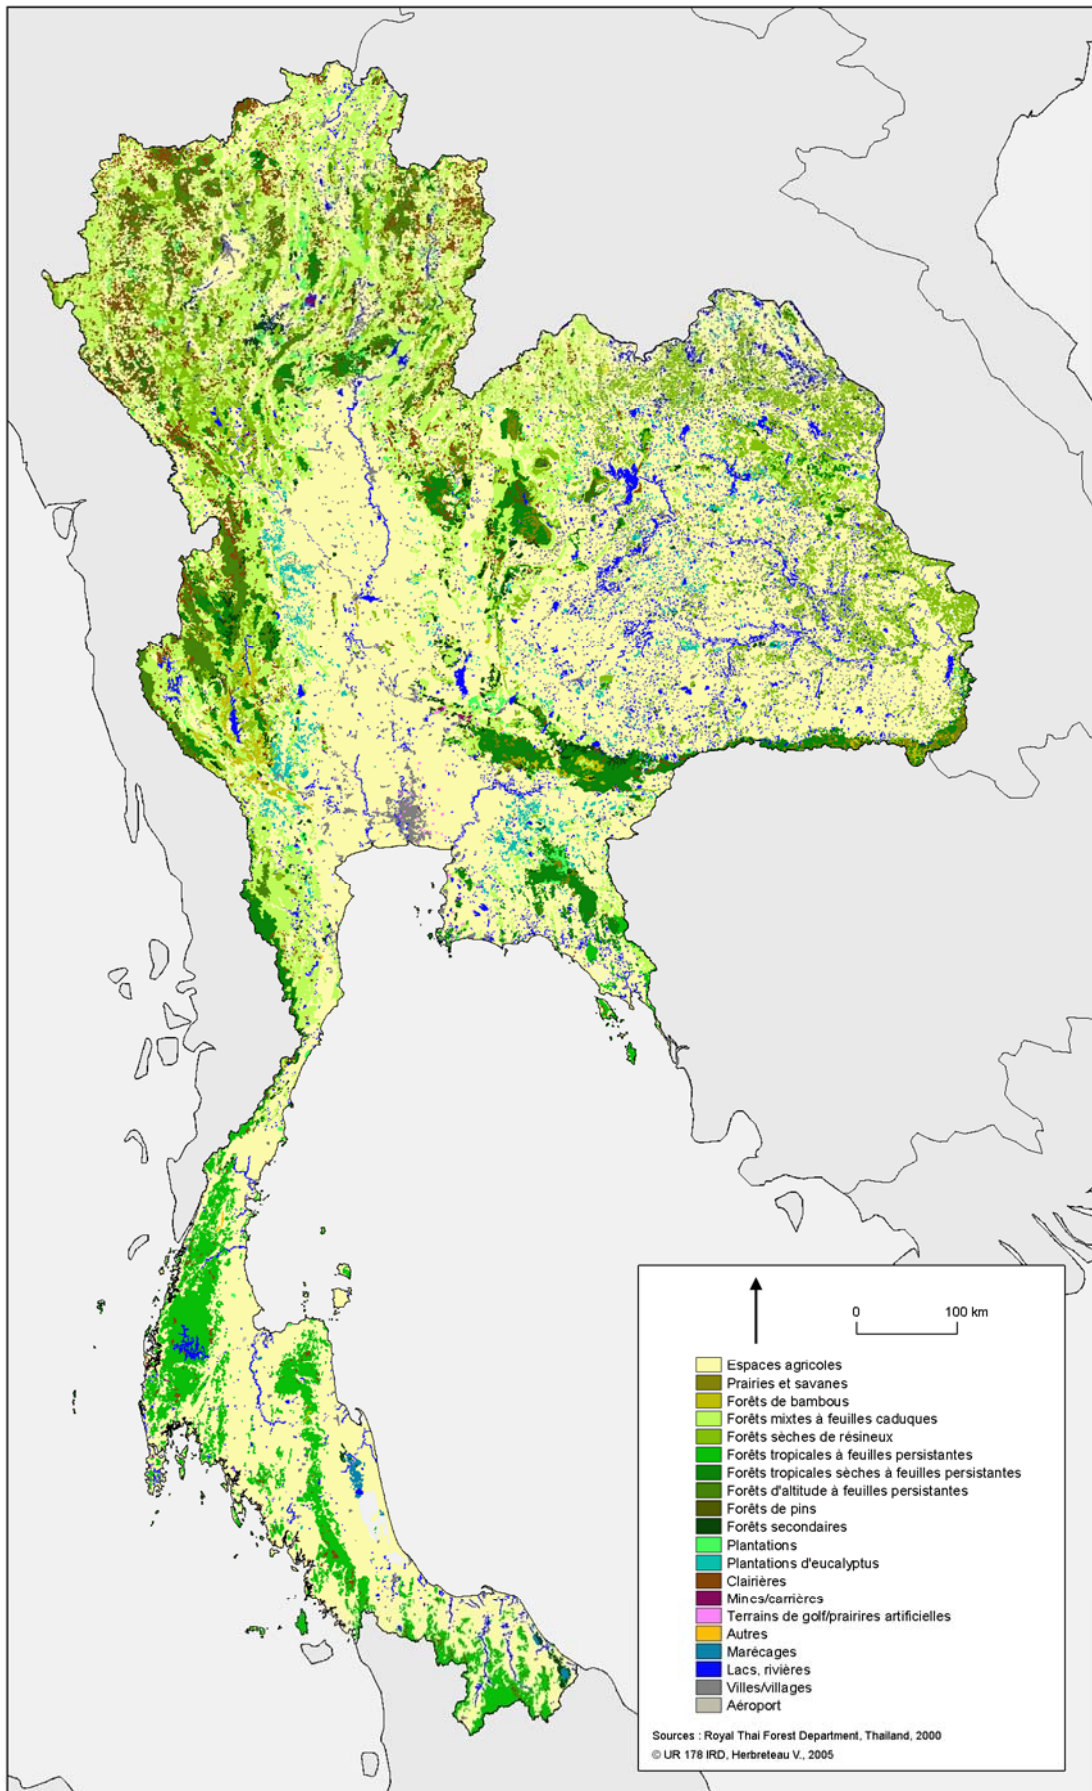 0 100 km
Espaces agricoles
Prairies et savanes
Forêts de bambous
Forêts mixtes à feuilles caduques
Forêts sèches de résineux
Forêts tropicales à feuilles persistantes
Forêts tropicales sèches à feuilles persistantes
Forêts d'altitude à feuilles persistantes
Forêts de pins
Forêts secondaires
Plantations
Plantations d'eucalyptus
Clairières
Mines/carrières
Terrains de golf/prairires artificielles
Autres
Marécages
Lacs, rivières
Villes/villages
Aéroport
Sources : Royal Thai Forest Department, Thailand, 2000
© UR 178 IRD, Herbreteau V., 2005